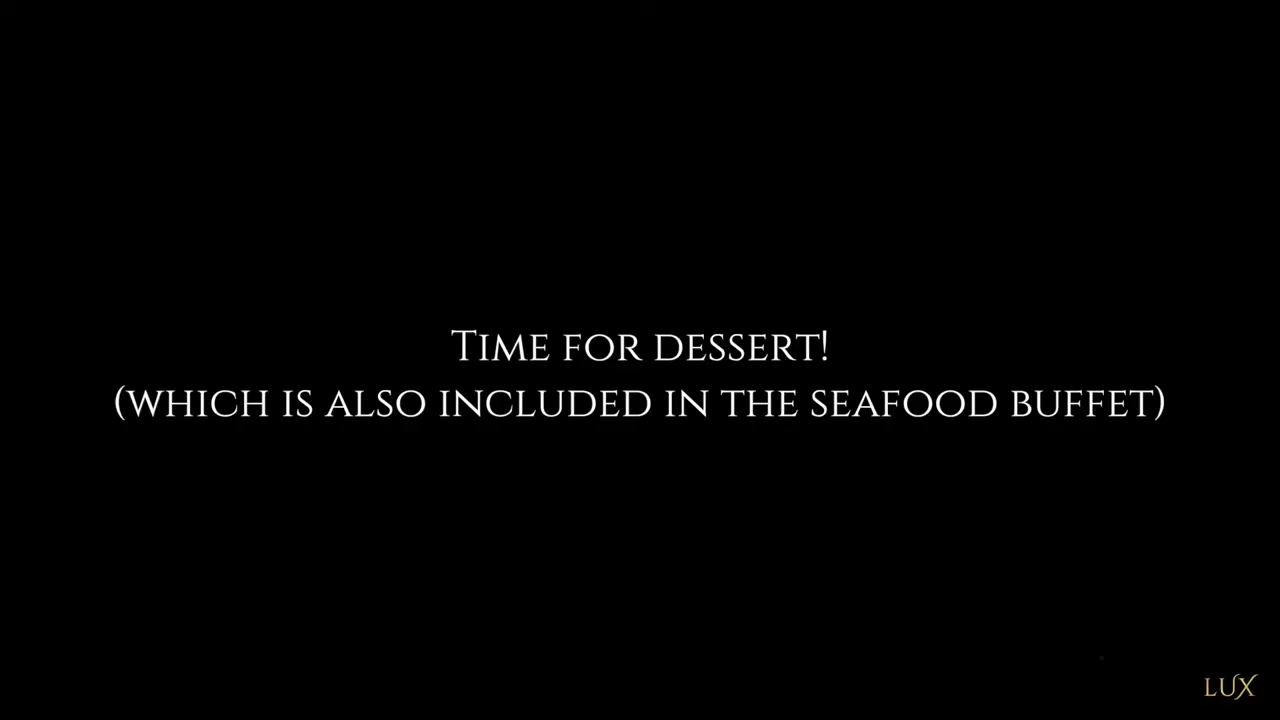 Time for dessert!
(which is also included in the seafood buffet)
LUX